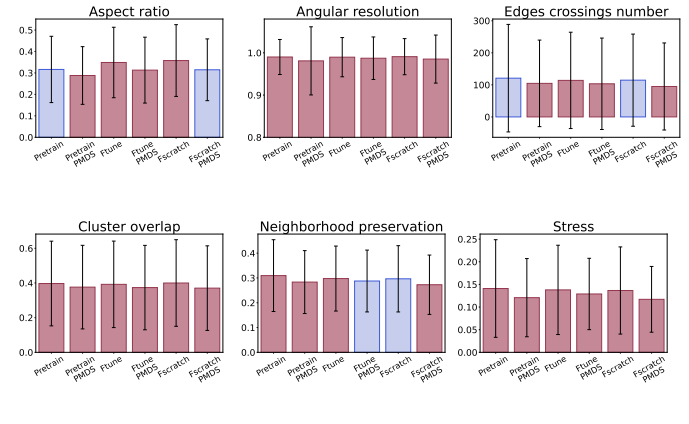 Aspect ratio
0.5
0.4
0.3
0.2
0.1
0.0
Pretrain
Pretrain
PMDS
Ftune
Ftune
PMDS
Fscratch
Fscratch
PMDS
Angular resolution
1.0
0.9
0.8
Pretrain
Pretrain
PMDS
Ftune
Ftune
PMDS
Fscratch
Fscratch
PMDS
Edges crossings number
300
200
100
0
Pretrain
Pretrain
PMDS
Ftune
Ftune
PMDS
Fscratch
Fscratch
PMDS
Cluster overlap
0.6
0.4
0.2
0.0
Pretrain
Pretrain
PMDS
Ftune
Ftune
PMDS
Fscratch
Fscratch
PMDS
Neighborhood preservation
0.4
0.3
0.2
0.1
0.0
Pretrain
Pretrain
PMDS
Ftune
Ftune
PMDS
Fscratch
Fscratch
PMDS
Stress
0.25
0.20
0.15
0.10
0.05
0.00
Pretrain
Pretrain
PMDS
Ftune
Ftune
PMDS
Fscratch
Fscratch
PMDS